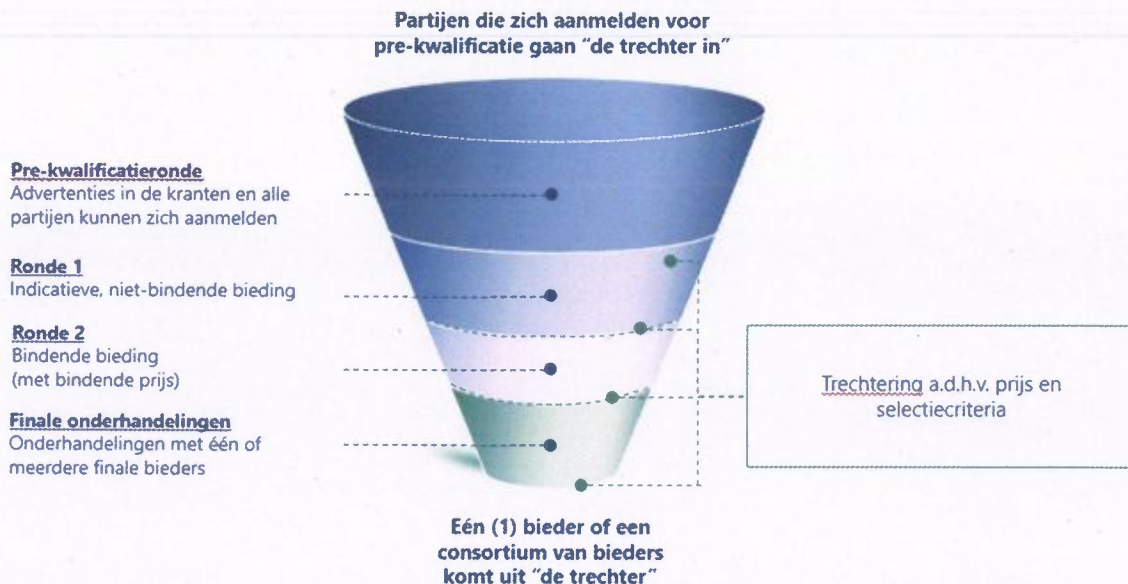 Partijen die zich aanmelden voor
pre-kwalificatie gaan “de trechter in”
Pre-kwalificatieronde
Advertenties in de kranten en alle
partijen kunnen zich aanmelden
Ronde 1
Indicatieve, niet-bindende bieding
Ronde 2
Bindende bieding
(met bindende prijs)
Finale onderhandelingen
Onderhandelingen met één of
meerdere finale bieders
Trechtering a.d.h.v. prijs en
selectiecriteria
Eén (1) bieder of een
consortium van bieders
komt uit “de trechter”